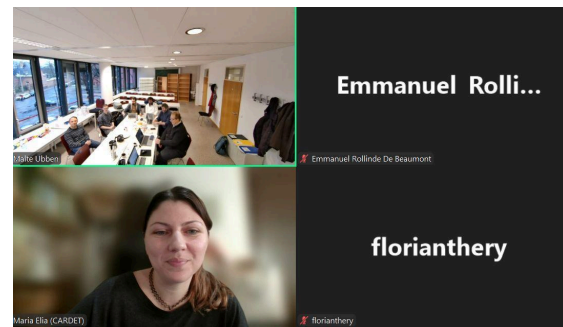 Malte Ubben
Emmanuel Rolli...
Emmanuel Rollinde De Beaumont
Maria Elia (CARDET)
florianthery
florianthery